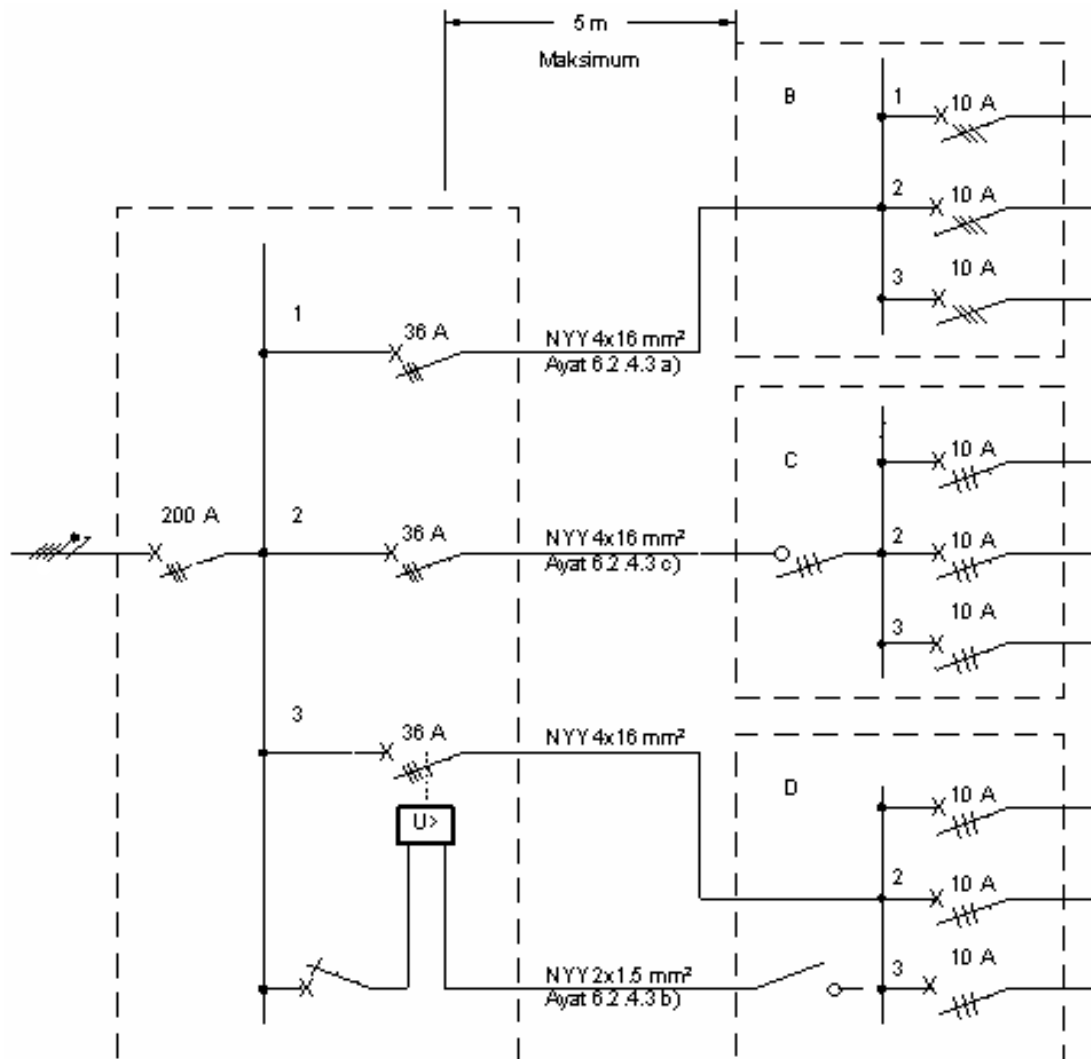 5 m
Maksimum
B
1
10 A
2
10 A
3
10 A
1
36 A
NYY 4x16 mm²
Ayat 6.2.4.3 a)
C
10 A
200 A
2
36 A
NYY 4x16 mm²
Ayat 6.2.4.3 c)
2
10 A
3
10 A
3
36 A
NYY 4x16 mm²
D
10 A
U>
2
10 A
NYY 2x1.5 mm²
Ayat 6.2.4.3 b)
3
10 A